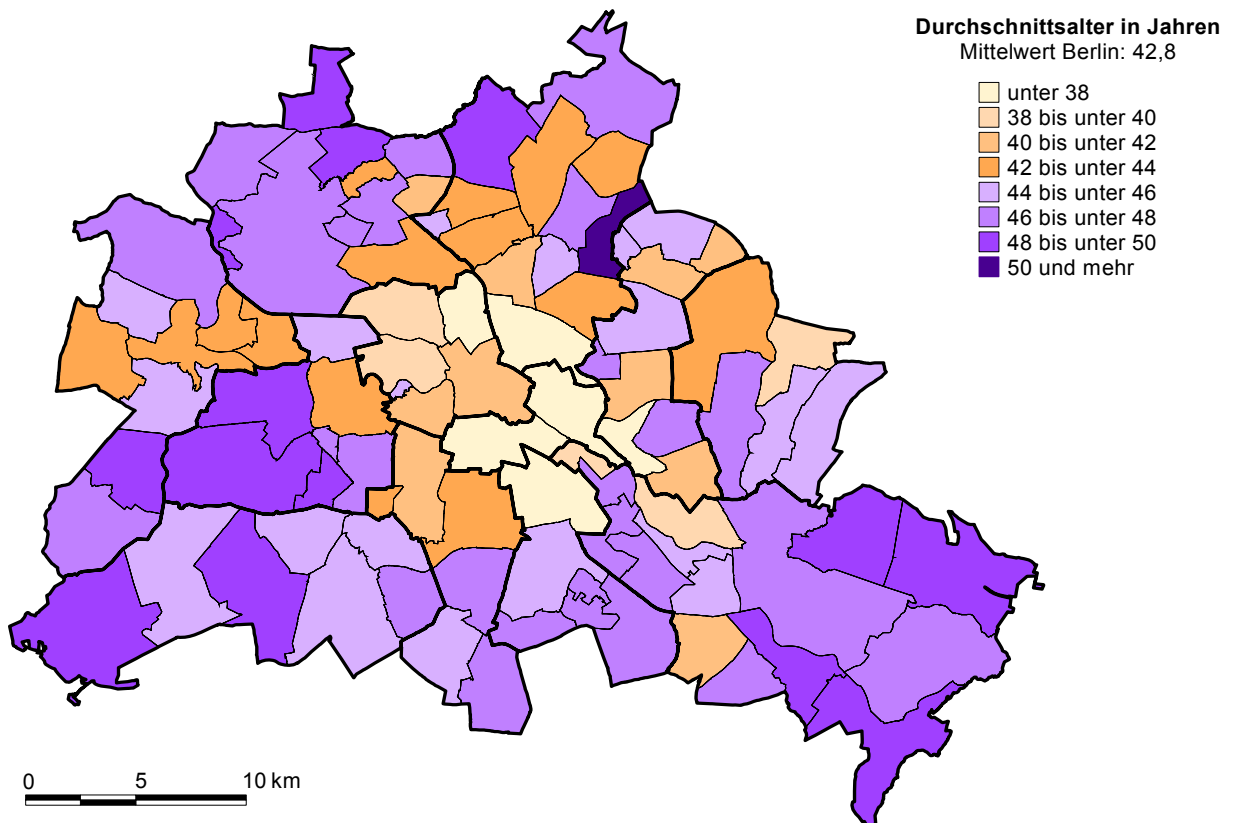 Durchschnittsalter in Jahren
Mittelwert Berlin: 42,8
unter 38
38 bis unter 40
40 bis unter 42
42 bis unter 44
44 bis unter 46
46 bis unter 48
48 bis unter 50
50 und mehr
0 5 10 km